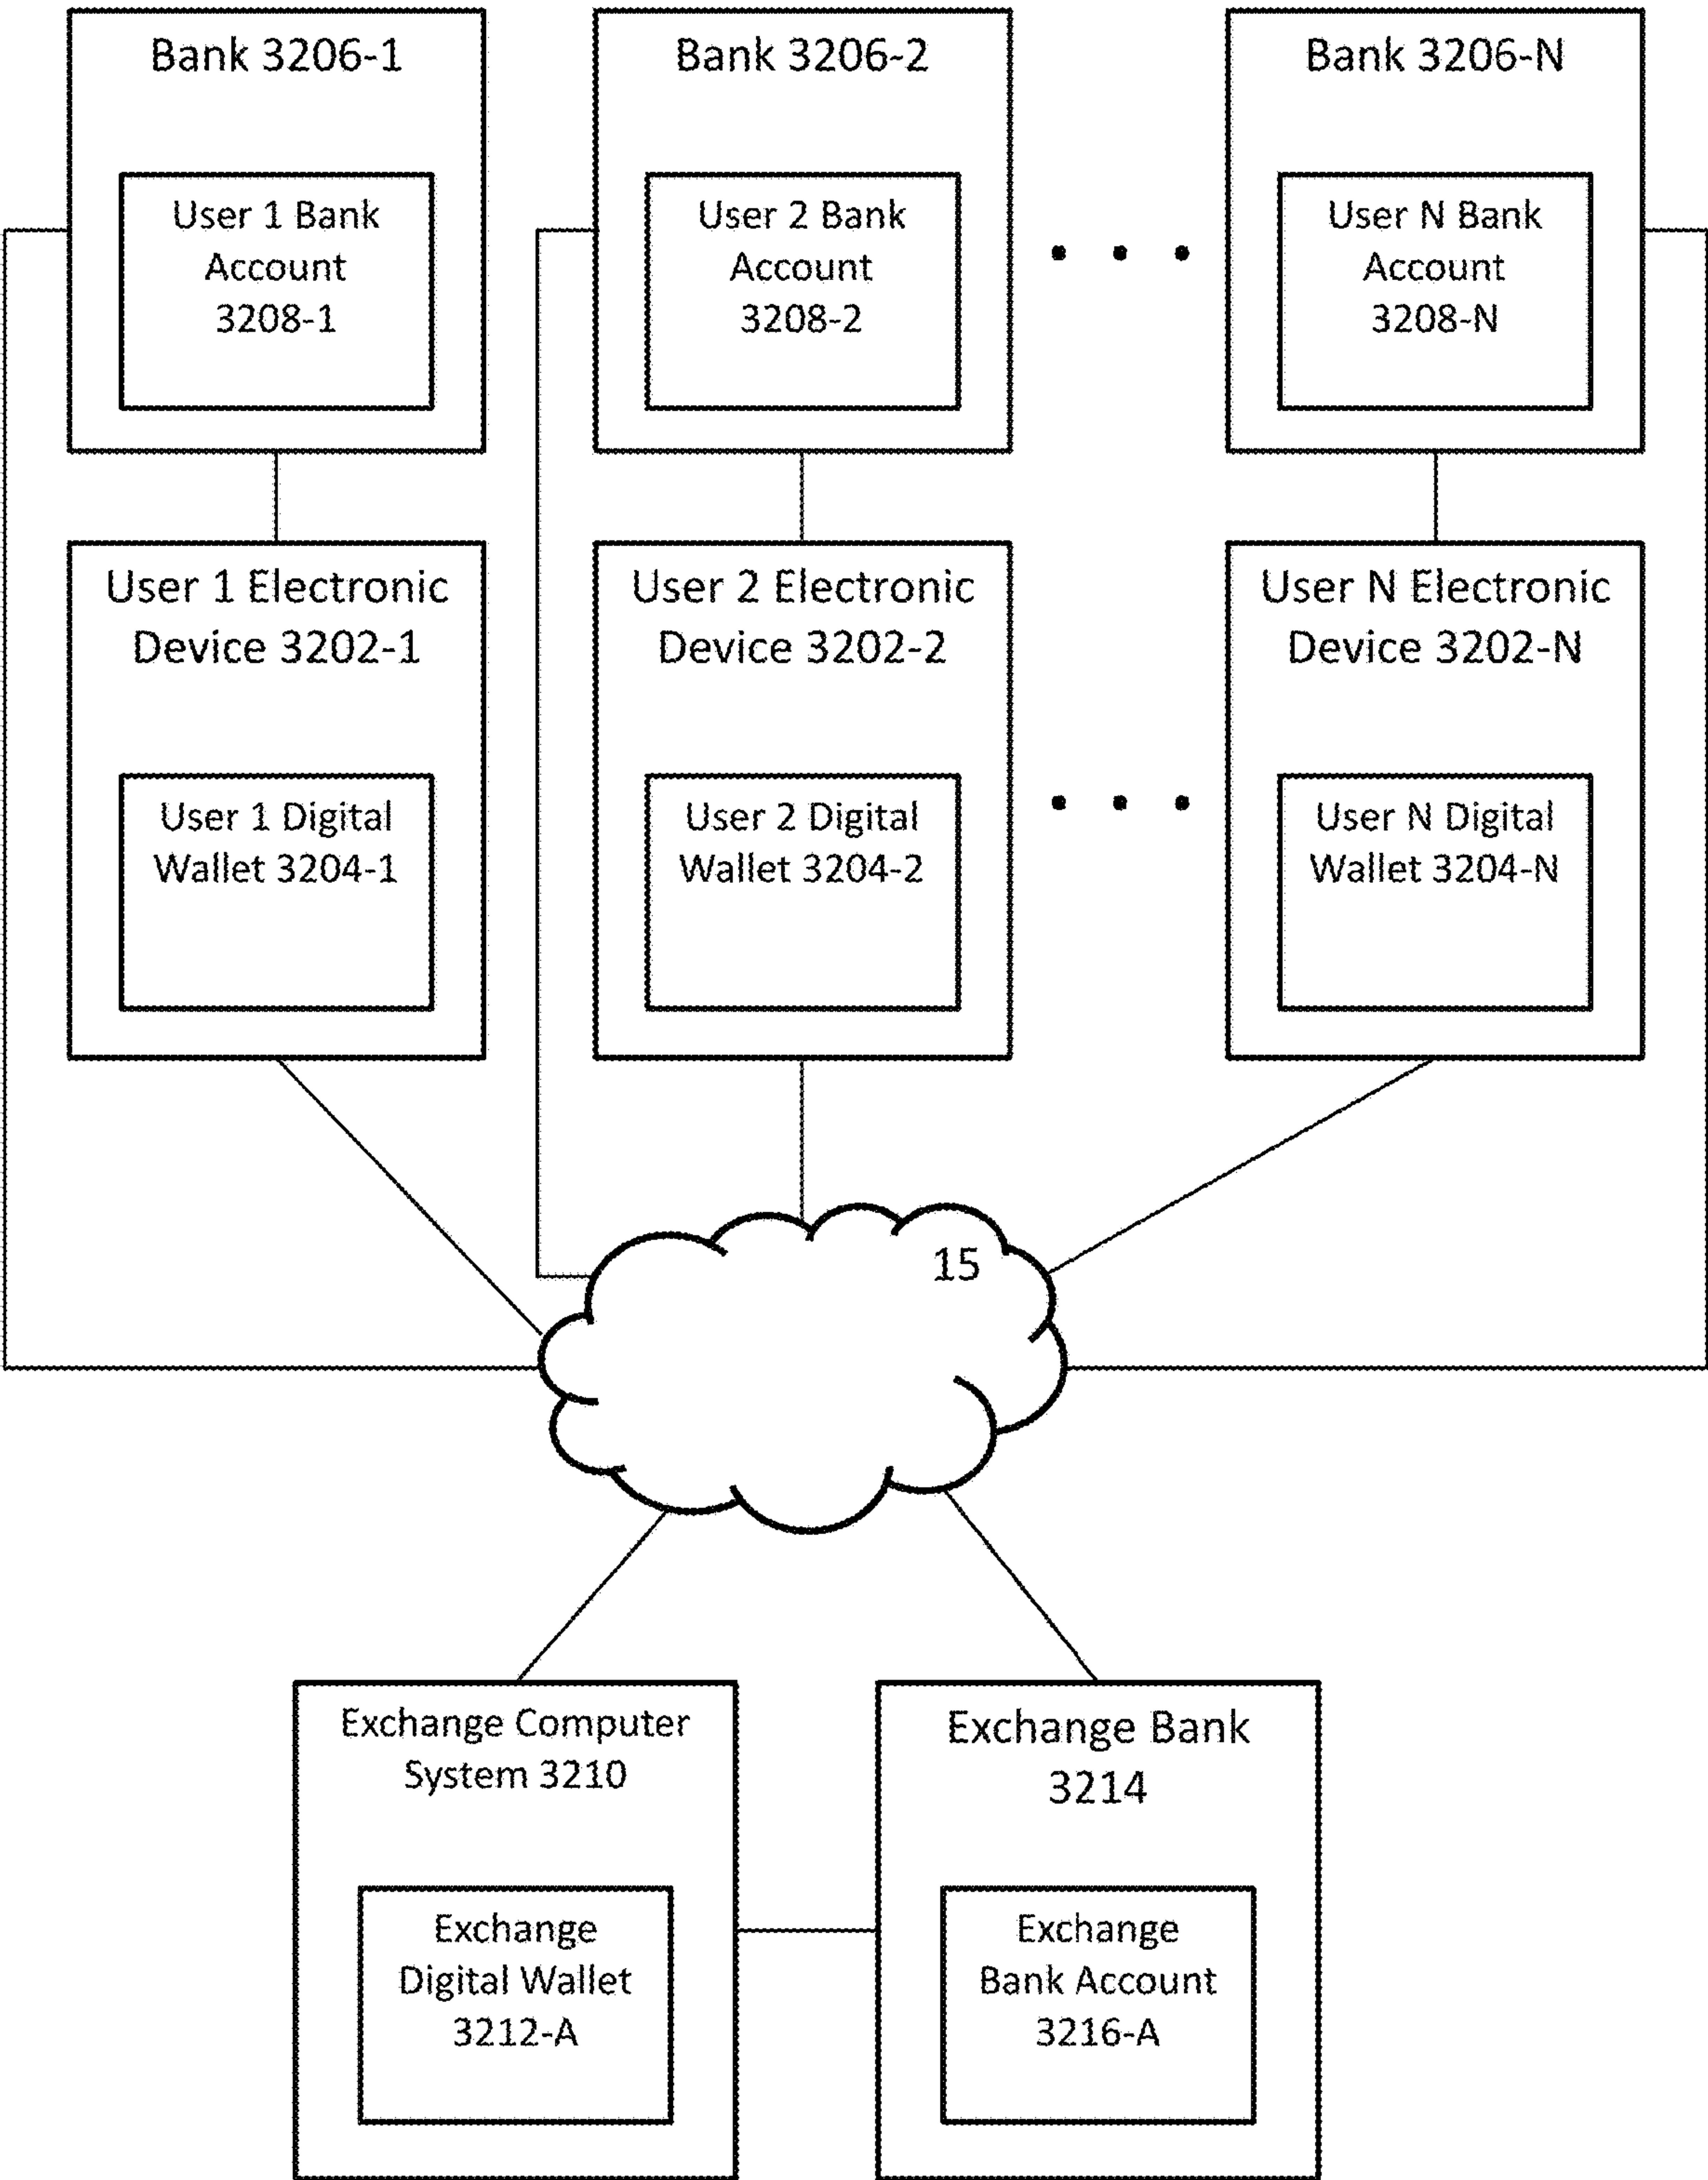 Bank 3206-1
User 1 Bank
Account
3208-1
Bank 3206-2
User 2 Bank
Account
3208-2
Bank 3206-N
User N Bank
Account
3208-N
User 1 Electronic
Device 3202-1
User 1 Digital
Wallet 3204-1
User 2 Electronic
Device 3202-2
User 2 Digital
Wallet 3204-2
User N Electronic
Device 3202-N
User N Digital
Wallet 3204-N
15
Exchange Computer
System 3210
Exchange
Digital Wallet
3212-A
Exchange Bank
3214
Exchange
Bank Account
3216-A